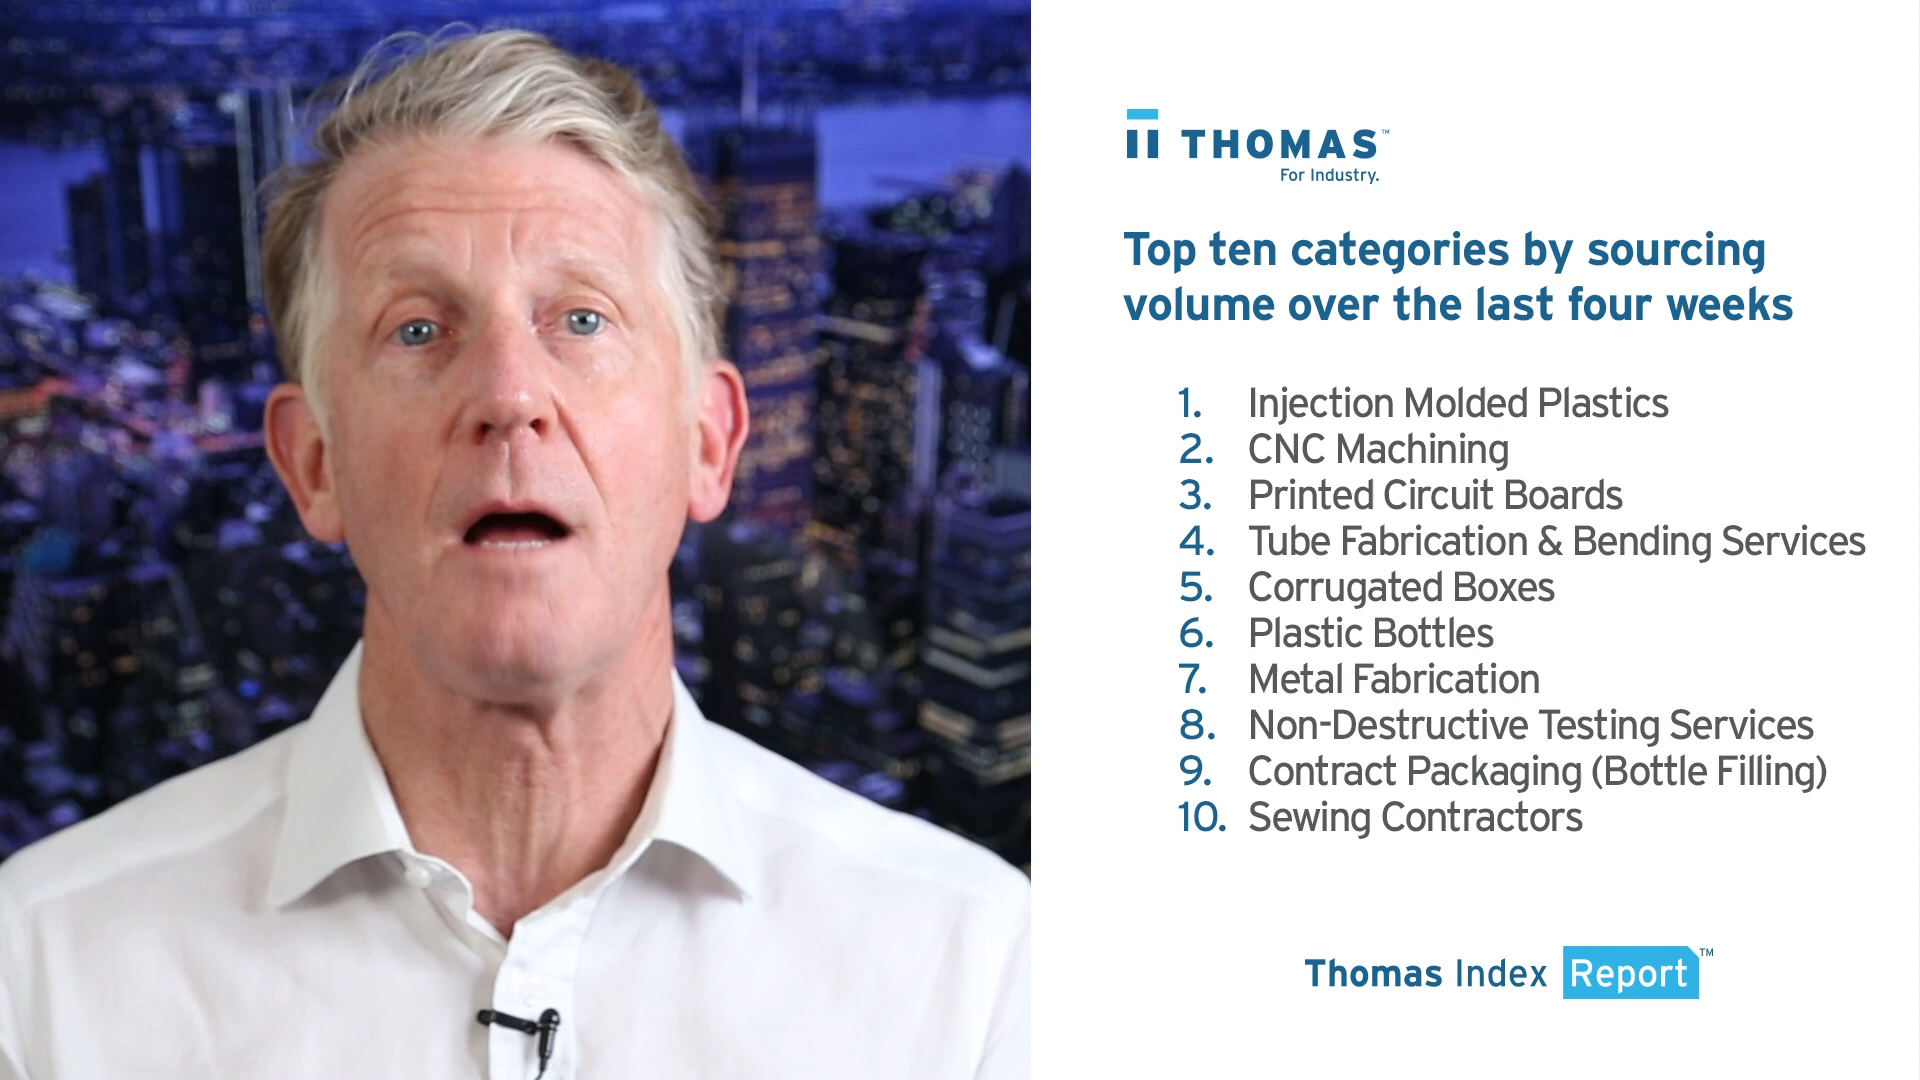 THOMAS™
For Industry.
Top ten categories by sourcing
volume over the last four weeks
1. Injection Molded Plastics
2. CNC Machining
3. Printed Circuit Boards
4. Tube Fabrication & Bending Services
5. Corrugated Boxes
6. Plastic Bottles
7. Metal Fabrication
8. Non-Destructive Testing Services
9. Contract Packaging (Bottle Filling)
10. Sewing Contractors
Thomas Index Report™